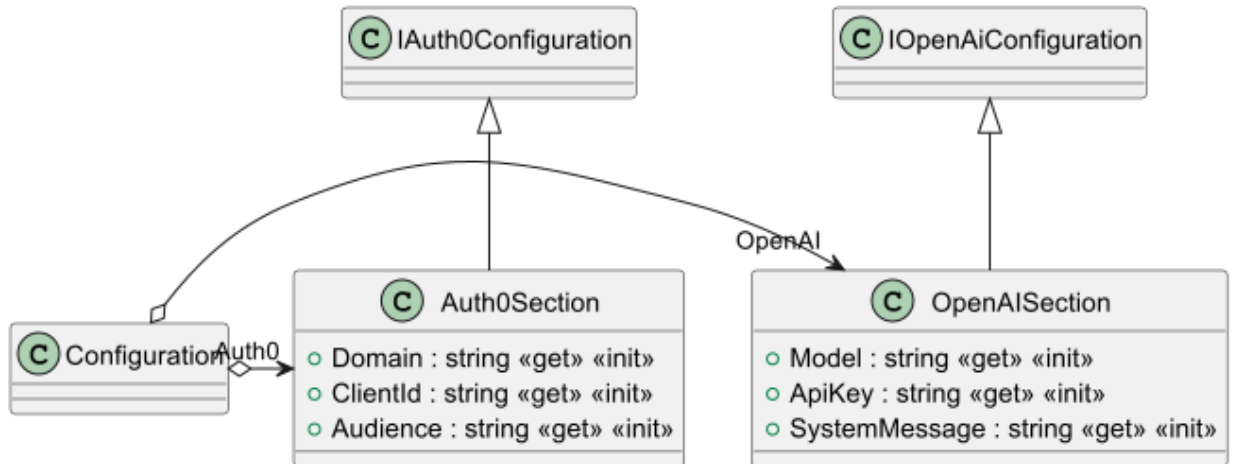 C IAuth0Configuration
C IOpenAiConfiguration
OpenAI
C Auth0Section
C OpenAISection
C Configuration
Auth0
Domain : string «get» «init»
ClientId : string «get» «init»
Audience : string «get» «init»
Model : string «get» «init»
ApiKey : string «get» «init»
SystemMessage : string «get» «init»